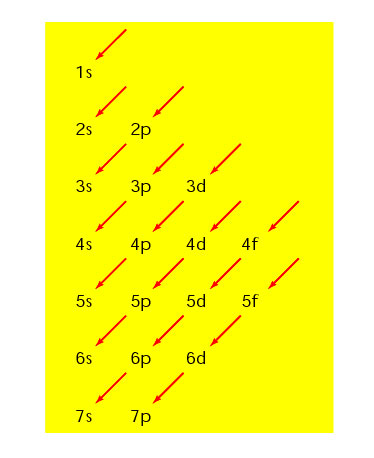 1s
2s 2p
3s 3p 3d
4s 4p 4d 4f
5s 5p 5d 5f
6s 6p 6d
7s 7p